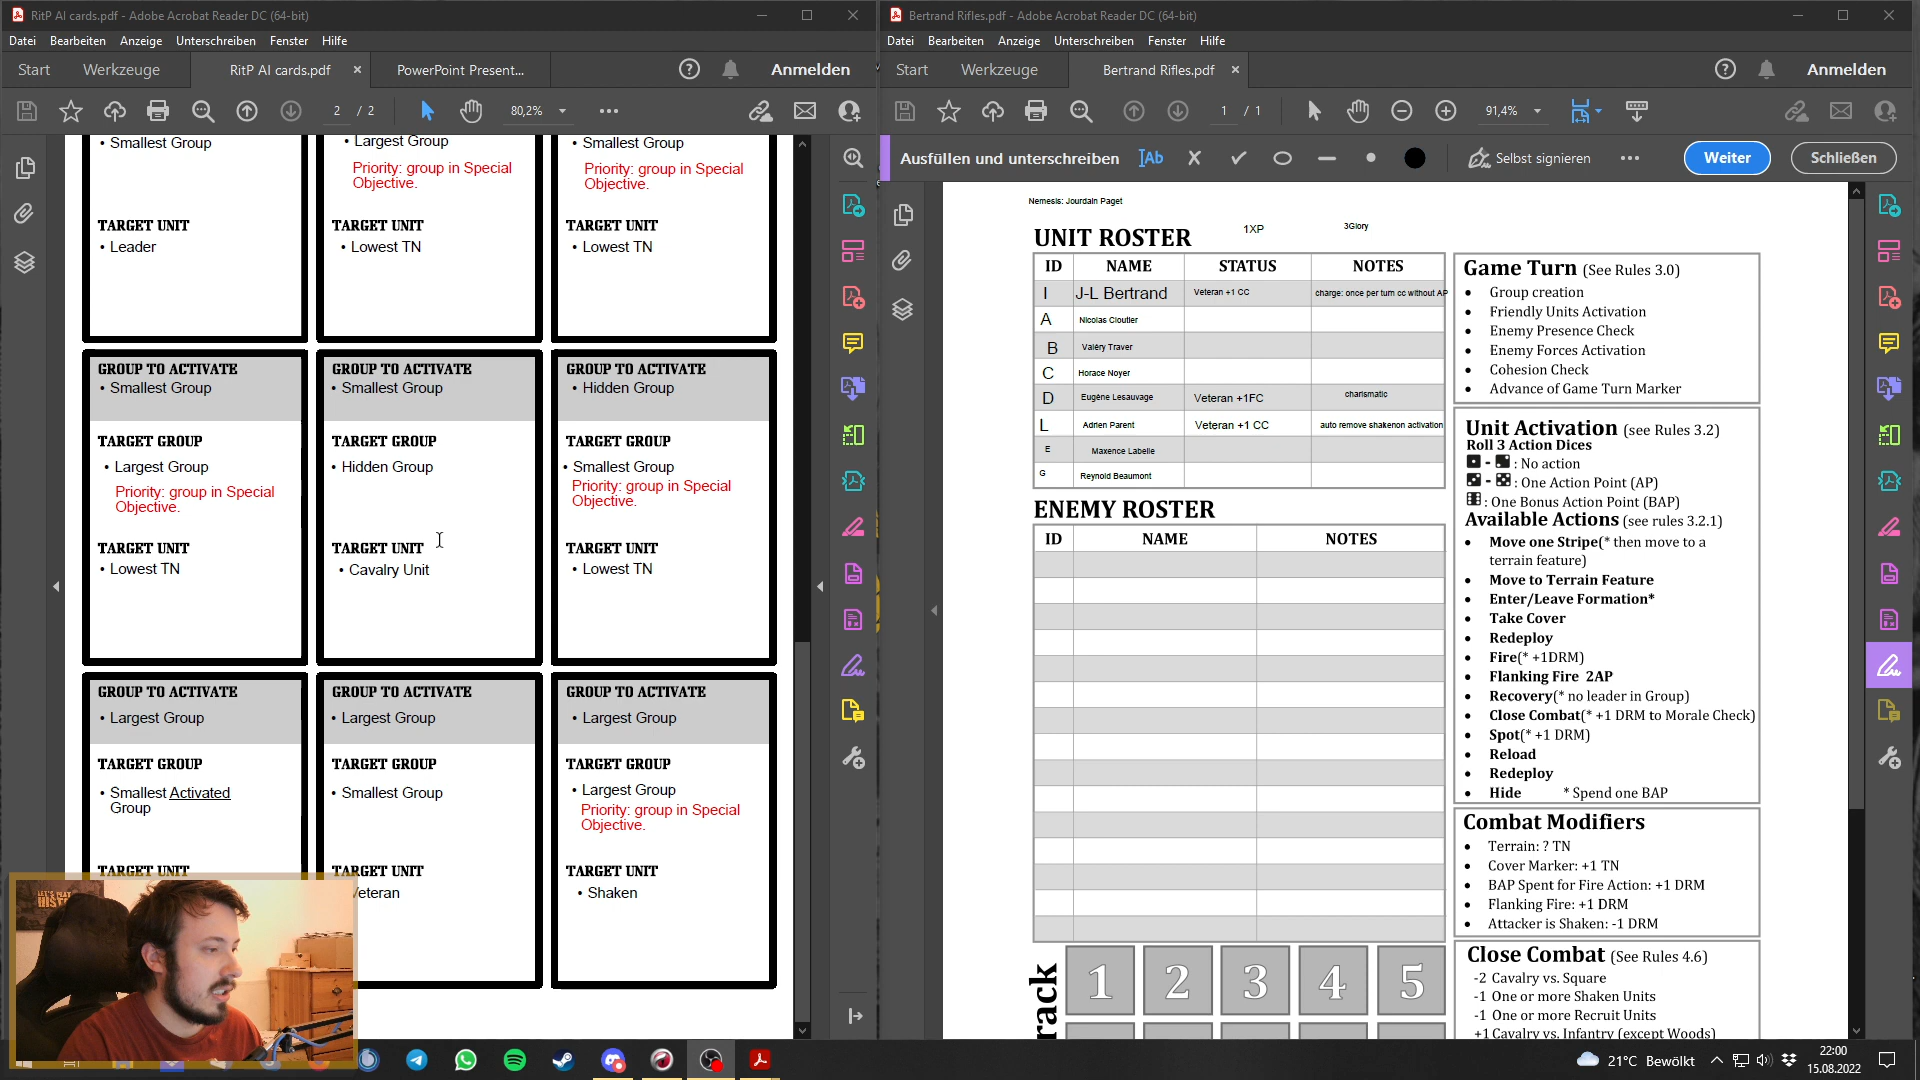 RitP AI cards.pdf - Adobe Acrobat Reader DC (64-bit)
Datei Bearbeiten Anzeige Unterschreiben Fenster Hilfe
Start Werkzeuge RitP AI cards.pdf PowerPoint Present... Anmelden
2 / 2 80,2%
• Smallest Group
• Largest Group
Priority: group in Special
Objective.
• Smallest Group
Priority: group in Special
Objective.
TARGET UNIT
• Leader
TARGET UNIT
• Lowest TN
TARGET UNIT
• Lowest TN
GROUP TO ACTIVATE
• Smallest Group
TARGET GROUP
• Largest Group
Priority: group in Special
Objective.
TARGET UNIT
• Lowest TN
GROUP TO ACTIVATE
• Smallest Group
TARGET GROUP
• Hidden Group
TARGET UNIT
• Cavalry Unit
GROUP TO ACTIVATE
• Hidden Group
TARGET GROUP
• Smallest Group
Priority: group in Special
Objective.
TARGET UNIT
• Lowest TN
GROUP TO ACTIVATE
• Largest Group
TARGET GROUP
• Smallest Activated
Group
TARGET UNIT
GROUP TO ACTIVATE
• Largest Group
TARGET GROUP
• Smallest Group
TARGET UNIT
Veteran
GROUP TO ACTIVATE
• Largest Group
TARGET GROUP
• Largest Group
Priority: group in Special
Objective.
TARGET UNIT
• Shaken
Bertrand Rifles.pdf - Adobe Acrobat Reader DC (64-bit)
Datei Bearbeiten Anzeige Unterschreiben Fenster Hilfe
Start Werkzeuge Bertrand Rifles.pdf Anmelden
1 / 1 91,4%
Ausfüllen und unterschreiben Ab Selbst signieren Weiter Schließen
Nemesis: Jourdain Paget
UNIT ROSTER 1XP 3Glory
ID NAME STATUS NOTES
I J-L Bertrand Veteran +1 CC charge: once per turn cc without AP
A Nicolas Cloutier
B Valéry Traver
C Horace Noyer
D Eugène Lesauvage Veteran +1FC charismatic
L Adrien Parent Veteran +1 CC auto remove shakenon activation
E Maxence Labelle
G Reynold Beaumont
ENEMY ROSTER
ID NAME NOTES
rack
1 2 3 4 5
Game Turn (See Rules 3.0)
• Group creation
• Friendly Units Activation
• Enemy Presence Check
• Enemy Forces Activation
• Cohesion Check
• Advance of Game Turn Marker
Unit Activation (see Rules 3.2)
Roll 3 Action Dices
- : No action
- : One Action Point (AP)
: One Bonus Action Point (BAP)
Available Actions (see rules 3.2.1)
• Move one Stripe(* then move to a
terrain feature)
• Move to Terrain Feature
• Enter/Leave Formation*
• Take Cover
• Redeploy
• Fire(* +1DRM)
• Flanking Fire 2AP
• Recovery(* no leader in Group)
• Close Combat(* +1 DRM to Morale Check)
• Spot(* +1 DRM)
• Reload
• Redeploy
• Hide * Spend one BAP
Combat Modifiers
• Terrain: ? TN
• Cover Marker: +1 TN
• BAP Spent for Fire Action: +1 DRM
• Flanking Fire: +1 DRM
• Attacker is Shaken: -1 DRM
Close Combat (See Rules 4.6)
-2 Cavalry vs. Square
-1 One or more Shaken Units
-1 One or more Recruit Units
+1 Cavalry vs. Infantry (except Woods)
21°C Bewölkt
22:00
15.08.2022